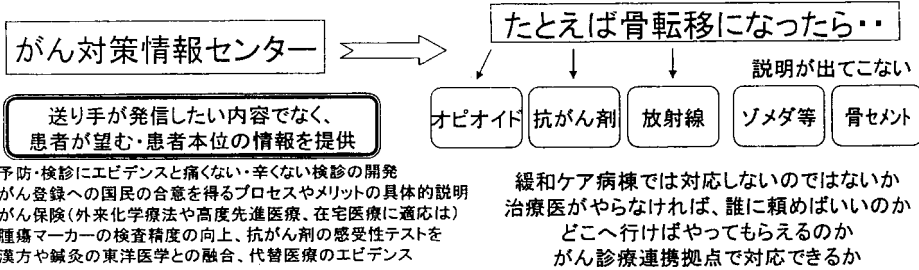 がん対策情報センター
送り手が発信したい内容でなく、
患者が望む・患者本位の情報を提供
予防・検診にエビデンスと痛くない・辛くない検診の開発
がん登録への国民の合意を得るプロセスやメリットの具体的説明
がん保険(外来化学療法や高度先進医療、在宅医療に適応は)
腫瘍マーカーの検査精度の向上、抗がん剤の感受性テストを
漢方や鍼灸の東洋医学との融合、代替医療のエビデンス
たとえば骨転移になったら・・
説明が出てこない
オピオイド
抗がん剤
放射線
ゾメダ等
骨セメント
緩和ケア病棟では対応しないのではないか
治療医がやらなければ、誰に頼めばいいのか
どこへ行けばやってもらえるのか
がん診療連携拠点で対応できるか